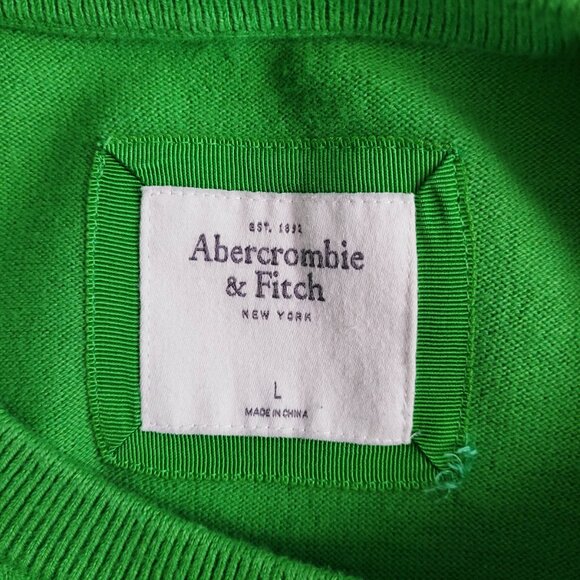 EST. 1892
Abercrombie
& Fitch
NEW YORK
L
MADE IN CHINA